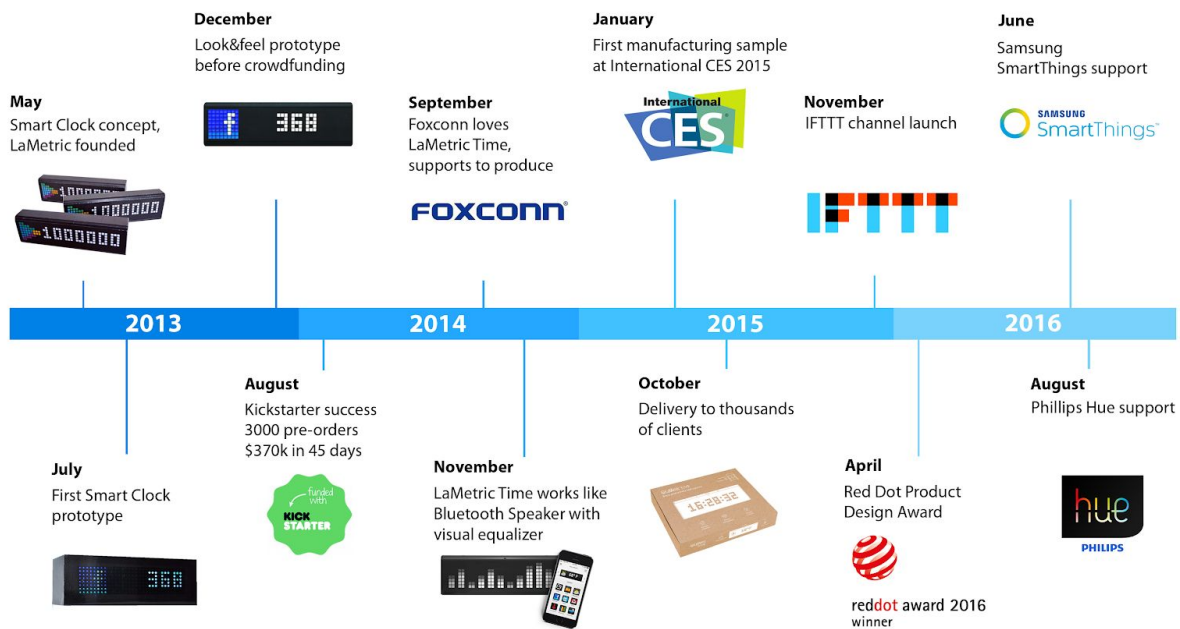 May
Smart Clock concept,
LaMetric founded
1000000
1000000
1000000
December
Look&feel prototype
before crowdfunding
f 368
September
Foxconn loves
LaMetric Time,
supports to produce
FOXCONN®
January
First manufacturing sample
at International CES 2015
International
CES®
November
IFTTT channel launch
IFTTT
June
Samsung
SmartThings support
SAMSUNG
SmartThings™
2013
2014
2015
2016
July
First Smart Clock
prototype
368
August
Kickstarter success
3000 pre-orders
$370k in 45 days
funded
with
KICK
STARTER
November
LaMetric Time works like
Bluetooth Speaker with
visual equalizer
October
Delivery to thousands
of clients
16:28:32
April
Red Dot Product
Design Award
reddot award 2016
winner
August
Phillips Hue support
hue
PHILIPS